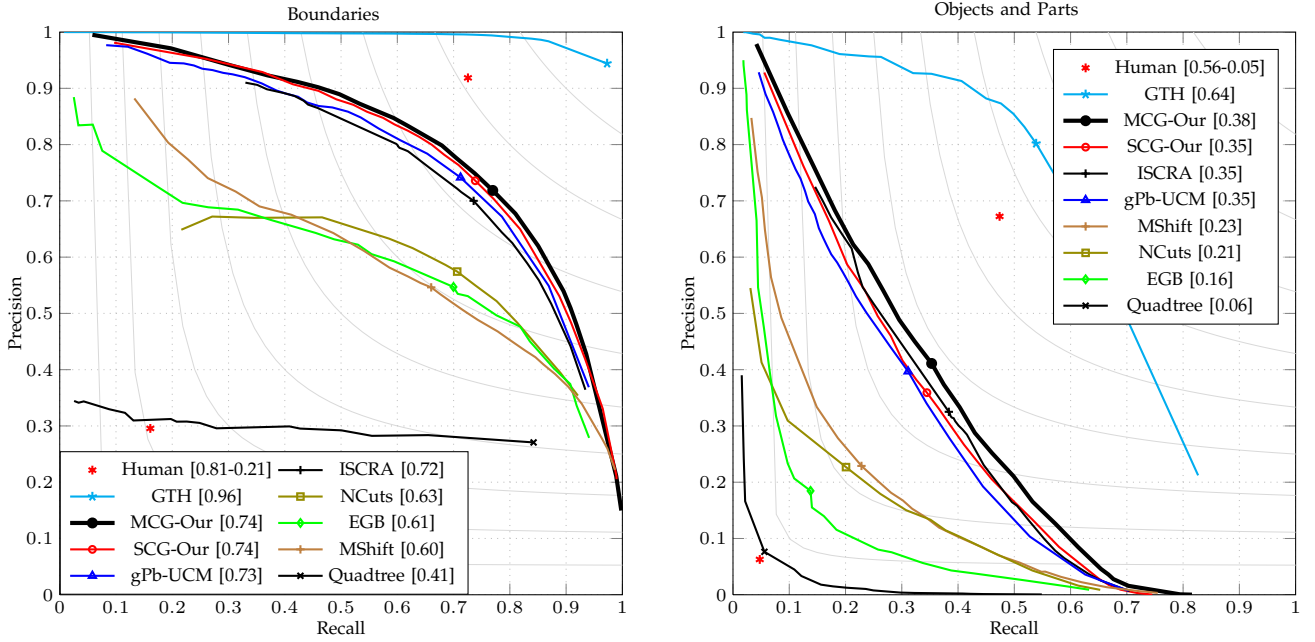 Boundaries
Precision
1
0.9
0.8
0.7
0.6
0.5
0.4
0.3
0.2
0.1
0
0 0.1 0.2 0.3 0.4 0.5 0.6 0.7 0.8 0.9 1
Recall
Human [0.81-0.21]
GTH [0.96]
MCG-Our [0.74]
SCG-Our [0.74]
gPb-UCM [0.73]
ISCRA [0.72]
NCuts [0.63]
EGB [0.61]
MShift [0.60]
Quadtree [0.41]
Objects and Parts
Precision
1
0.9
0.8
0.7
0.6
0.5
0.4
0.3
0.2
0.1
0
0 0.1 0.2 0.3 0.4 0.5 0.6 0.7 0.8 0.9 1
Recall
Human [0.56-0.05]
GTH [0.64]
MCG-Our [0.38]
SCG-Our [0.35]
ISCRA [0.35]
gPb-UCM [0.35]
MShift [0.23]
NCuts [0.21]
EGB [0.16]
Quadtree [0.06]